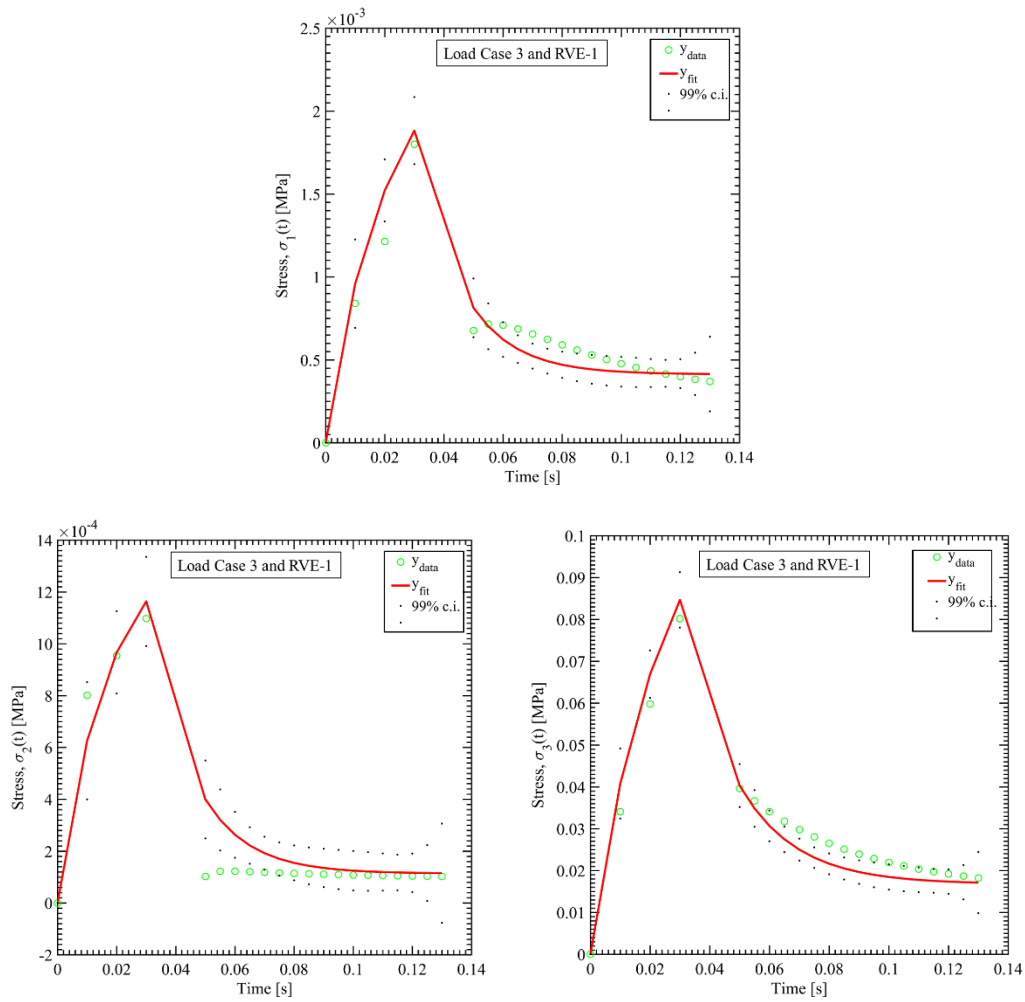 ×10⁻³
2.5
2
1.5
1
0.5
0
Stress, σ₁(t) [MPa]
Load Case 3 and RVE-1
y_data
y_fit
99% c.i.
0 0.02 0.04 0.06 0.08 0.1 0.12 0.14
Time [s]
×10⁻⁴
14
12
10
8
6
4
2
0
-2
Stress, σ₂(t) [MPa]
Load Case 3 and RVE-1
y_data
y_fit
99% c.i.
0 0.02 0.04 0.06 0.08 0.1 0.12 0.14
Time [s]
0.1
0.09
0.08
0.07
0.06
0.05
0.04
0.03
0.02
0.01
0
Stress, σ₃(t) [MPa]
Load Case 3 and RVE-1
y_data
y_fit
99% c.i.
0 0.02 0.04 0.06 0.08 0.1 0.12 0.14
Time [s]